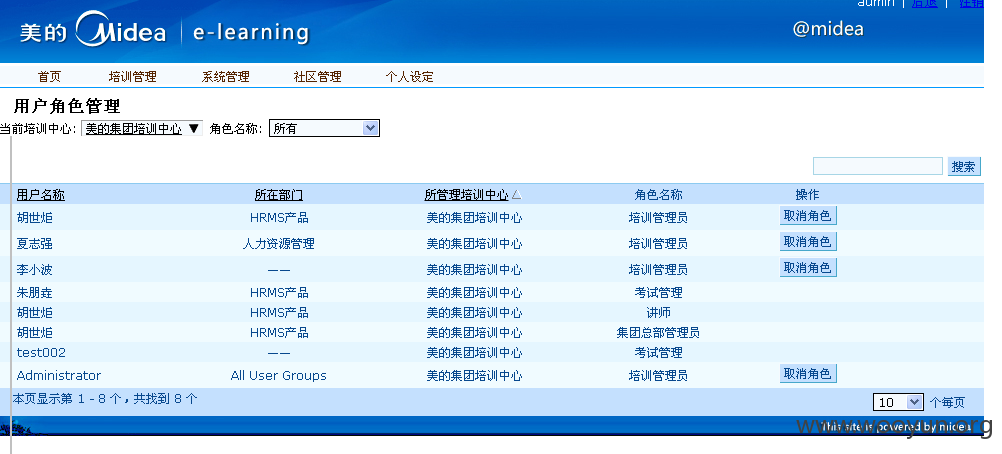 admin | 后退 | 注销
美的 Midea e-learning
@midea
首页 培训管理 系统管理 社区管理 个人设定
用户角色管理
当前培训中心: 美的集团培训中心 ▼ 角色名称: 所有
搜索
用户名称 所在部门 所管理培训中心 角色名称 操作
胡世炬 HRMS产品 美的集团培训中心 培训管理员 取消角色
夏志强 人力资源管理 美的集团培训中心 培训管理员 取消角色
李小波 —— 美的集团培训中心 培训管理员 取消角色
朱朋垚 HRMS产品 美的集团培训中心 考试管理
胡世炬 HRMS产品 美的集团培训中心 讲师
胡世炬 HRMS产品 美的集团培训中心 集团总部管理员
test002 —— 美的集团培训中心 考试管理
Administrator All User Groups 美的集团培训中心 培训管理员 取消角色
本页显示第 1 - 8 个，共找到 8 个
10 个每页
This site is powered by midea
www.wooyun.org